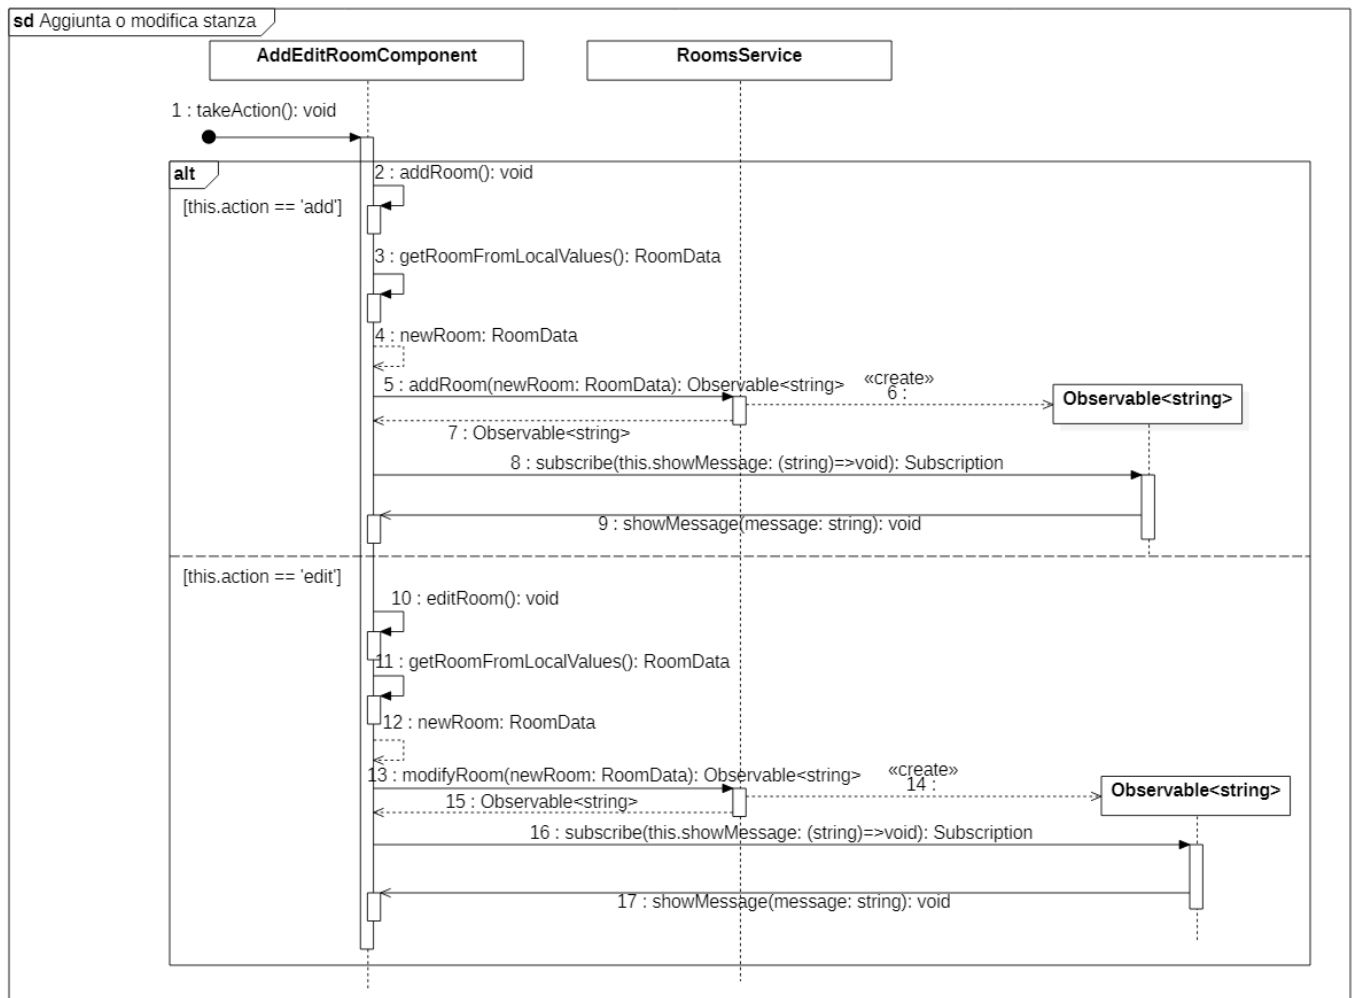 sd Aggiunta o modifica stanza
AddEditRoomComponent
RoomsService
1 : takeAction(): void
alt
2 : addRoom(): void
[this.action == 'add']
3 : getRoomFromLocalValues(): RoomData
4 : newRoom: RoomData
5 : addRoom(newRoom: RoomData): Observable<string>
«create»
6 :
Observable<string>
7 : Observable<string>
8 : subscribe(this.showMessage: (string)=>void): Subscription
9 : showMessage(message: string): void
[this.action == 'edit']
10 : editRoom(): void
11 : getRoomFromLocalValues(): RoomData
12 : newRoom: RoomData
13 : modifyRoom(newRoom: RoomData): Observable<string>
«create»
14 :
Observable<string>
15 : Observable<string>
16 : subscribe(this.showMessage: (string)=>void): Subscription
17 : showMessage(message: string): void